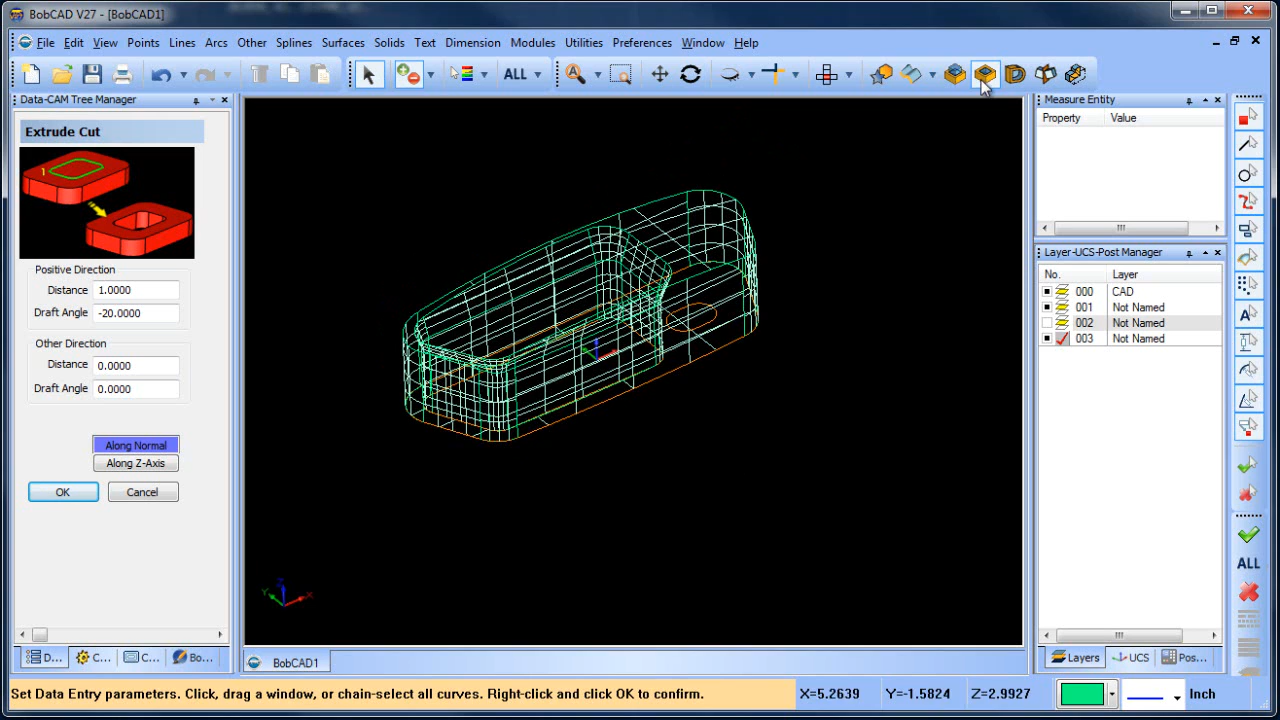 BobCAD V27 - [BobCAD1]
File Edit View Points Lines Arcs Other Splines Surfaces Solids Text Dimension Modules Utilities Preferences Window Help
ALL
Data-CAM Tree Manager
Extrude Cut
1
Positive Direction
Distance 1.0000
Draft Angle -20.0000
Other Direction
Distance 0.0000
Draft Angle 0.0000
Along Normal
Along Z-Axis
OK Cancel
D... C... C... Bo...
Z
Y X
BobCAD1
Measure Entity
Property Value
Layer-UCS-Post Manager
No. Layer
000 CAD
001 Not Named
002 Not Named
003 Not Named
Layers UCS Pos...
A
ALL
Set Data Entry parameters. Click, drag a window, or chain-select all curves. Right-click and click OK to confirm. X=5.2639 Y=-1.5824 Z=2.9927 Inch